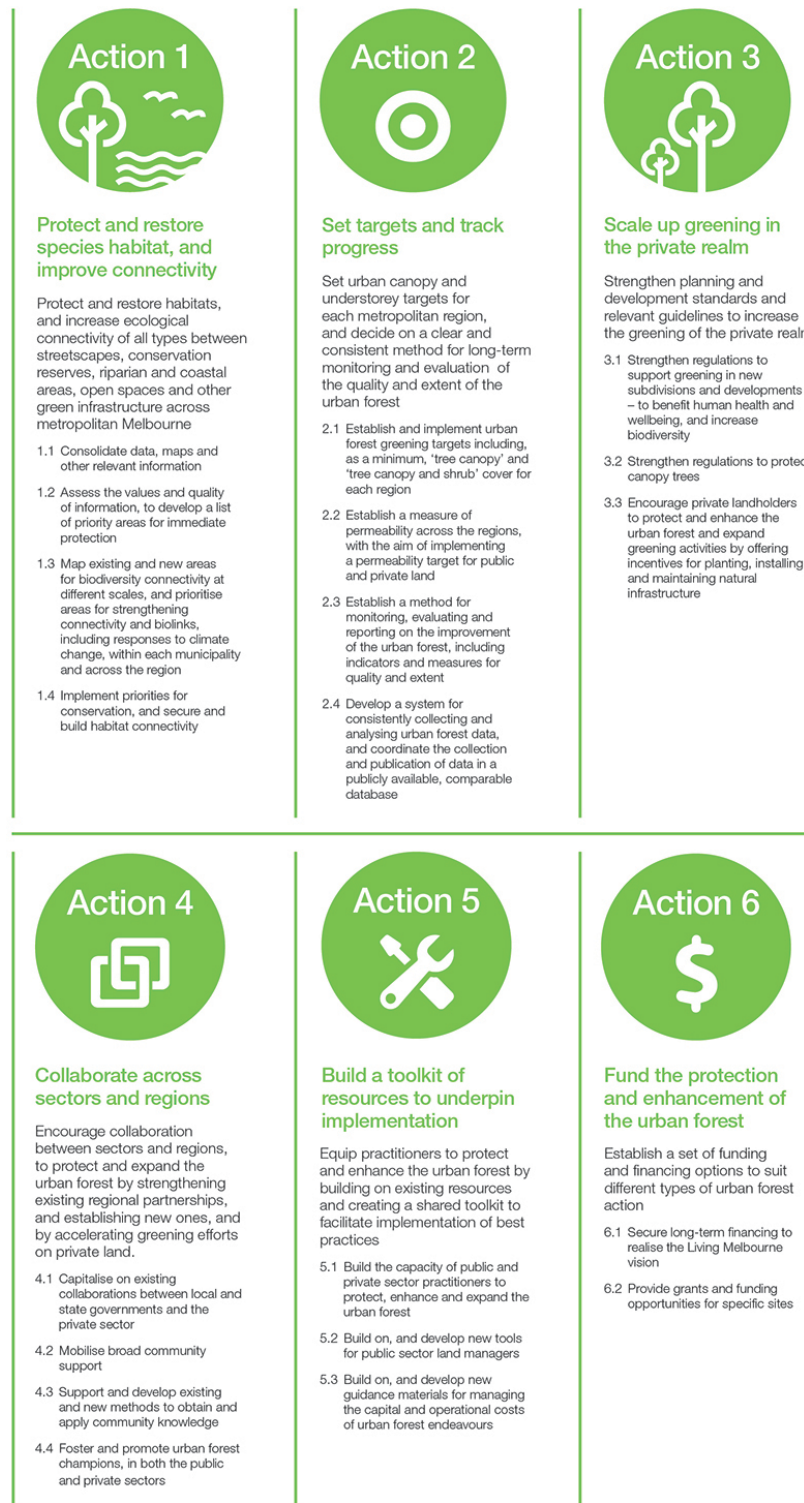 Action 1
Protect and restore
species habitat, and
improve connectivity
Protect and restore habitats,
and increase ecological
connectivity of all types between
streetscapes, conservation
reserves, riparian and coastal
areas, open spaces and other
green infrastructure across
metropolitan Melbourne
1.1 Consolidate data, maps and
other relevant information
1.2 Assess the values and quality
of information, to develop a list
of priority areas for immediate
protection
1.3 Map existing and new areas
for biodiversity connectivity at
different scales, and prioritise
areas for strengthening
connectivity and biolinks,
including responses to climate
change, within each municipality
and across the region
1.4 Implement priorities for
conservation, and secure and
build habitat connectivity
Action 2
Set targets and track
progress
Set urban canopy and
understorey targets for
each metropolitan region,
and decide on a clear and
consistent method for long-term
monitoring and evaluation of
the quality and extent of the
urban forest
2.1 Establish and implement urban
forest greening targets including,
as a minimum, ‘tree canopy’ and
‘tree canopy and shrub’ cover for
each region
2.2 Establish a measure of
permeability across the regions,
with the aim of implementing
a permeability target for public
and private land
2.3 Establish a method for
monitoring, evaluating and
reporting on the improvement
of the urban forest, including
indicators and measures for
quality and extent
2.4 Develop a system for
consistently collecting and
analysing urban forest data,
and coordinate the collection
and publication of data in a
publicly available, comparable
database
Action 3
Scale up greening in
the private realm
Strengthen planning and
development standards and
relevant guidelines to increase
the greening of the private
3.1 Strengthen regulations to
support greening in new
subdivisions and developments
– to benefit human health and
wellbeing, and increase
biodiversity
3.2 Strengthen regulations to
canopy trees
3.3 Encourage private landholders
to protect and enhance the
urban forest and expand
greening activities by offering
incentives for planting, installing
and maintaining natural
infrastructure
Action 4
Collaborate across
sectors and regions
Encourage collaboration
between sectors and regions,
to protect and expand the
urban forest by strengthening
existing regional partnerships,
and establishing new ones, and
by accelerating greening efforts
on private land.
4.1 Capitalise on existing
collaborations between local and
state governments and the
private sector
4.2 Mobilise broad community
support
4.3 Support and develop existing
and new methods to obtain and
apply community knowledge
4.4 Foster and promote urban forest
champions, in both the public
and private sectors
Action 5
Build a toolkit of
resources to underpin
implementation
Equip practitioners to protect
and enhance the urban forest by
building on existing resources
and creating a shared toolkit to
facilitate implementation of best
practices
5.1 Build the capacity of public and
private sector practitioners to
protect, enhance and expand the
urban forest
5.2 Build on, and develop new tools
for public sector land managers
5.3 Build on, and develop new
guidance materials for managing
the capital and operational costs
of urban forest endeavours
Action 6
$
Fund the protection
and enhancement of
the urban forest
Establish a set of funding
and financing options to suit
different types of urban forest
action
6.1 Secure long-term financing to
realise the Living Melbourne
vision
6.2 Provide grants and funding
opportunities for specific sites